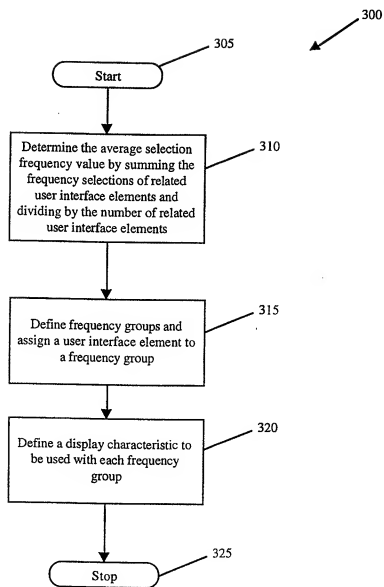 300
305
Start
310
Determine the average selection
frequency value by summing the
frequency selections of related
user interface elements and
dividing by the number of related
user interface elements
315
Define frequency groups and
assign a user interface element to
a frequency group
320
Define a display characteristic to
be used with each frequency
group
325
Stop